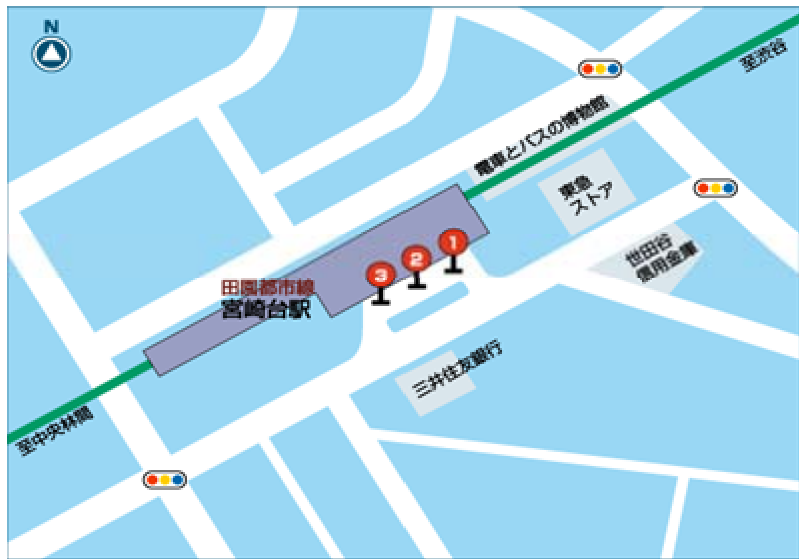 N
至渋谷
電車とバスの博物館
東急
ストア
世田谷
信用金庫
1
2
3
田園都市線
宮崎台駅
三井住友銀行
至中央林間